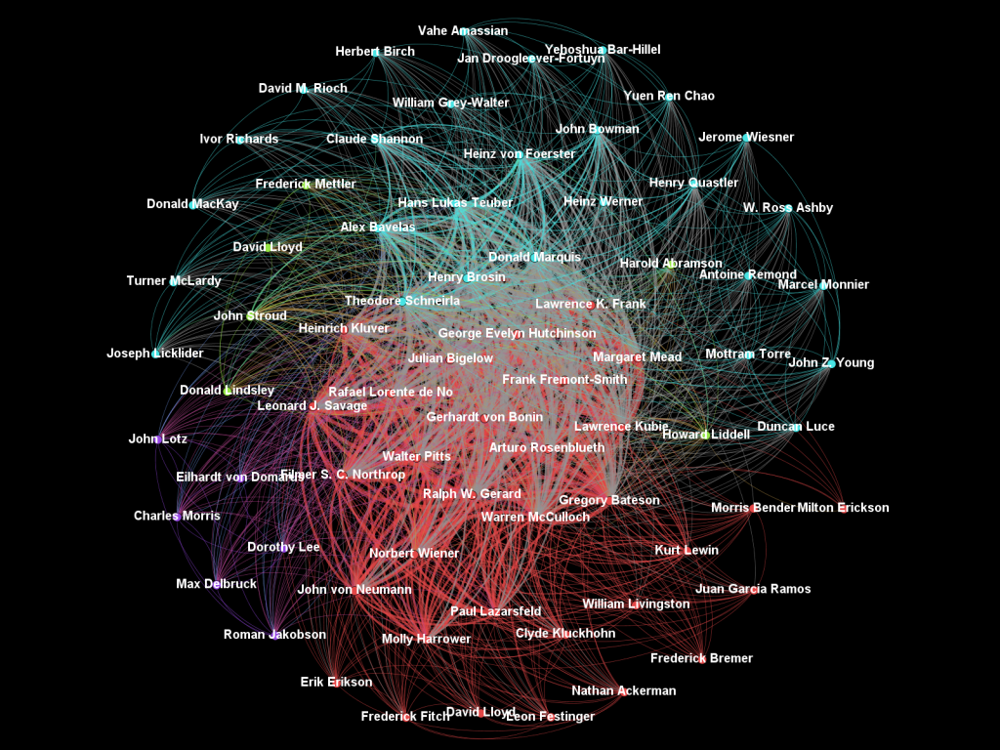 Vahe Amassian
Yehoshua Bar-Hillel
Herbert Birch
Jan Droogleever-Fortuyn
David M. Rioch
Yuen Ren Chao
William Grey-Walter
John Bowman
Ivor Richards
Claude Shannon
Jerome Wiesner
Heinz von Foerster
Frederick Mettler
Henry Quastler
Donald MacKay
Hans Lukas Teuber
Heinz Werner
W. Ross Ashby
Alex Bavelas
David Lloyd
Donald Marquis
Harold Abramson
Henry Brosin
Antoine Remond
Turner McLardy
Marcel Monnier
Theodore Schneirla
Lawrence K. Frank
John Stroud
Heinrich Kluver
George Evelyn Hutchinson
Joseph Licklider
Julian Bigelow
Margaret Mead
Mottram Torre
John Z. Young
Frank Fremont-Smith
Donald Lindsley
Rafael Lorente de No
Leonard J. Savage
Gerhardt von Bonin
Lawrence Kubie
Duncan Luce
Howard Liddell
John Lotz
Arturo Rosenblueth
Walter Pitts
Eilhardt von Domarus
Filmer S. C. Northrop
Ralph W. Gerard
Gregory Bateson
Morris Bender
Milton Erickson
Charles Morris
Warren McCulloch
Dorothy Lee
Norbert Wiener
Kurt Lewin
Max Delbruck
John von Neumann
Juan Garcia Ramos
William Livingston
Paul Lazarsfeld
Roman Jakobson
Molly Harrower
Clyde Kluckhohn
Frederick Bremer
Erik Erikson
Nathan Ackerman
Frederick Fitch
David Lloyd
Leon Festinger